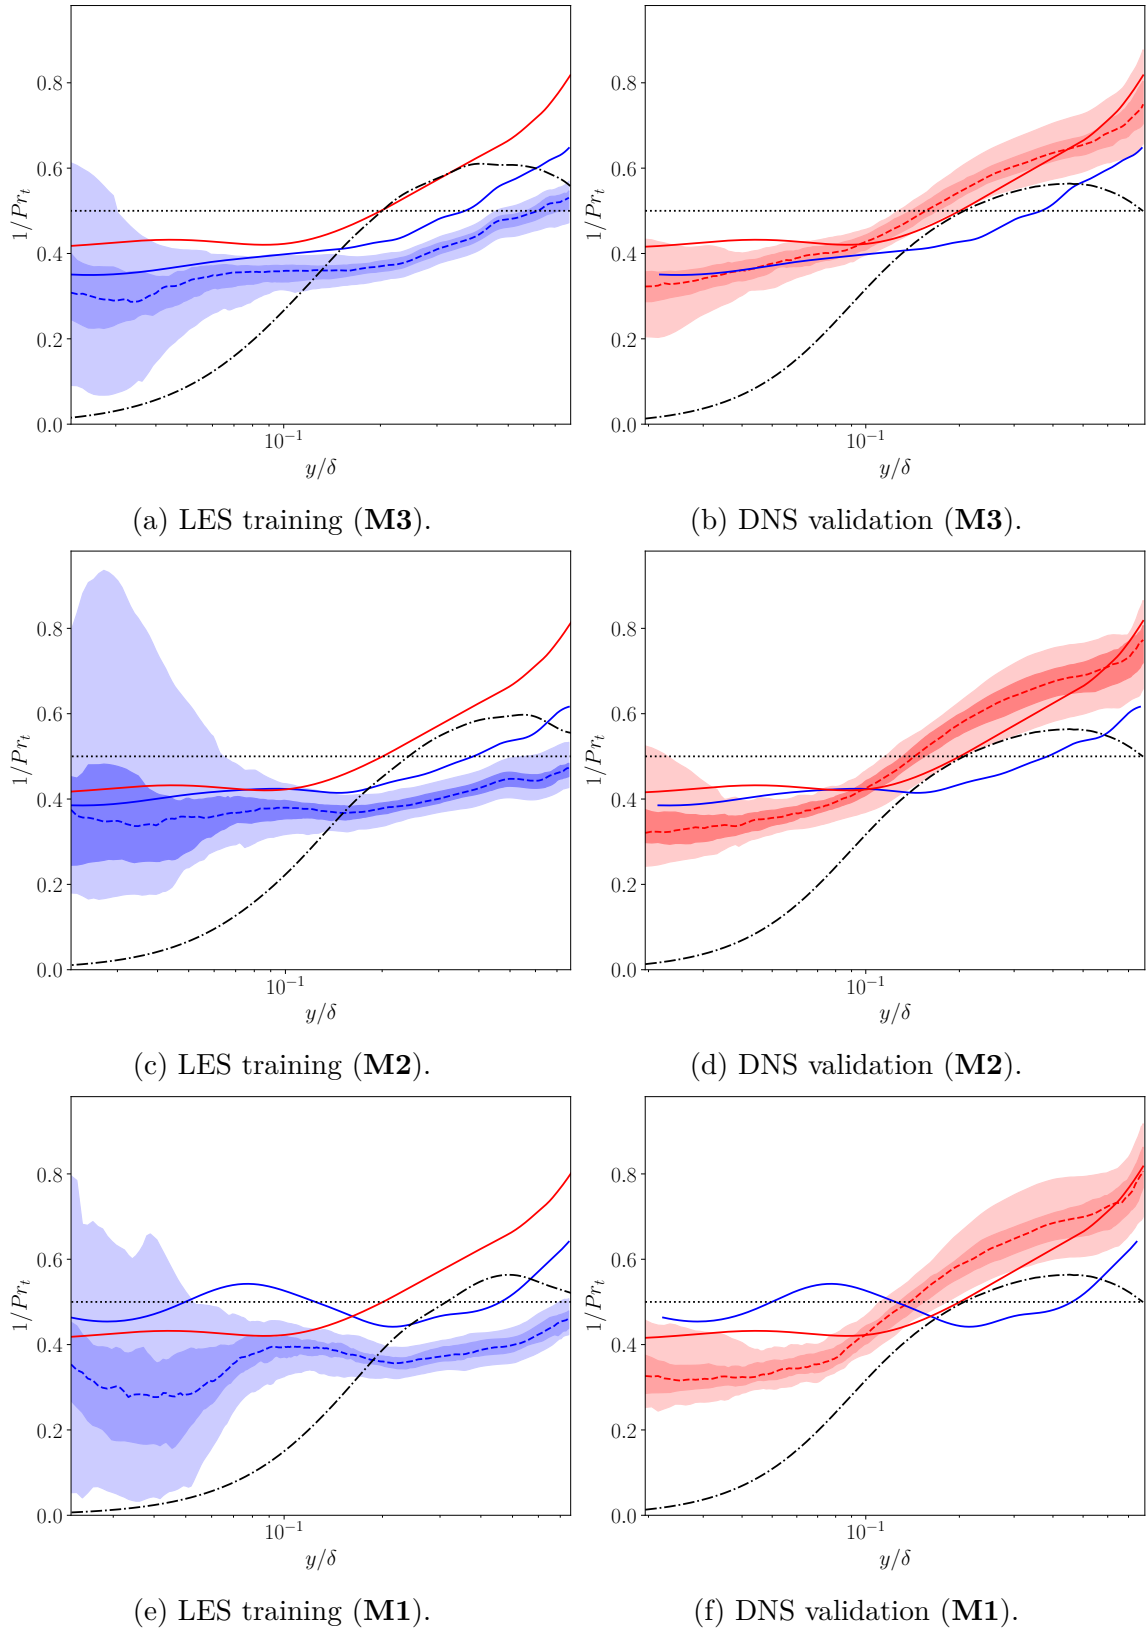 0.8
0.6
0.4
0.2
0.0
1/Pr_t
10^{-1}
y/δ
(a) LES training (M3).
0.8
0.6
0.4
0.2
0.0
1/Pr_t
10^{-1}
y/δ
(b) DNS validation (M3).
0.8
0.6
0.4
0.2
0.0
1/Pr_t
10^{-1}
y/δ
(c) LES training (M2).
0.8
0.6
0.4
0.2
0.0
1/Pr_t
10^{-1}
y/δ
(d) DNS validation (M2).
0.8
0.6
0.4
0.2
0.0
1/Pr_t
10^{-1}
y/δ
(e) LES training (M1).
0.8
0.6
0.4
0.2
0.0
1/Pr_t
10^{-1}
y/δ
(f) DNS validation (M1).